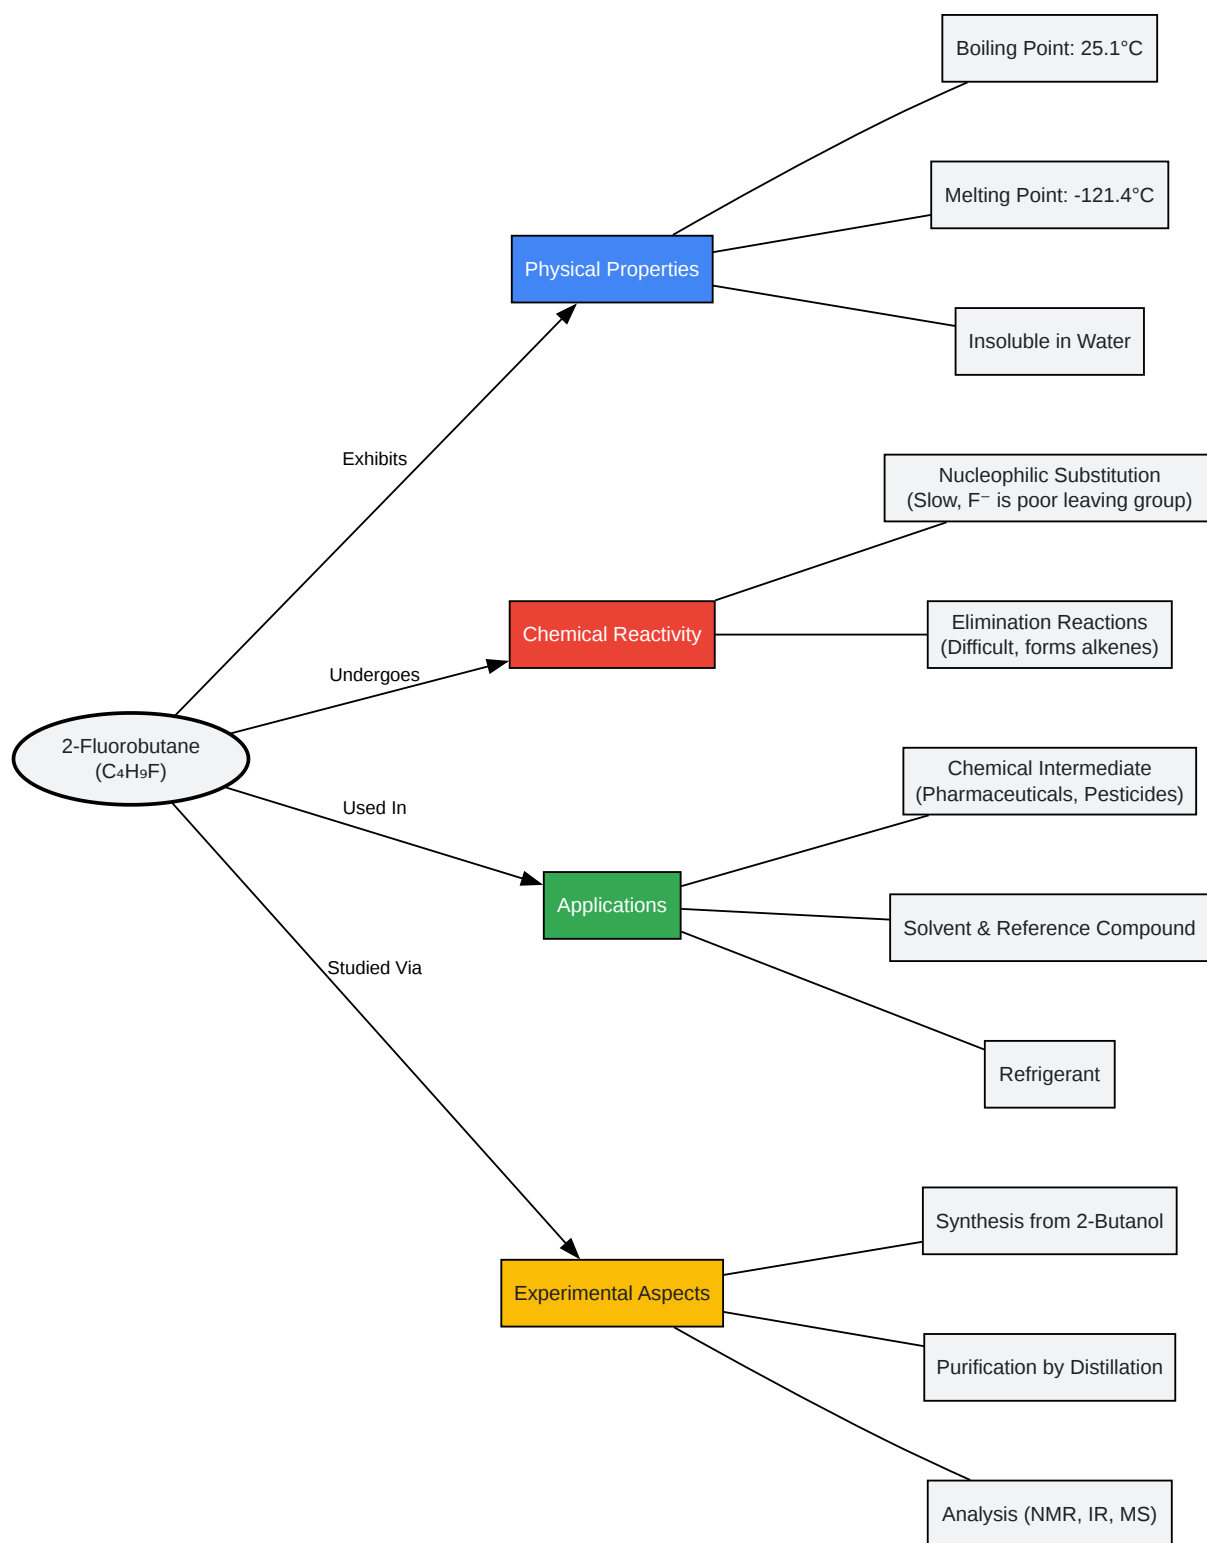 Boiling Point: 25.1°C
Melting Point: -121.4°C
Physical Properties
Insoluble in Water
Exhibits
Nucleophilic Substitution
(Slow, F⁻ is poor leaving group)
Chemical Reactivity
Elimination Reactions
(Difficult, forms alkenes)
Undergoes
2-Fluorobutane
(C₄H₉F)
Chemical Intermediate
(Pharmaceuticals, Pesticides)
Used In
Applications
Solvent & Reference Compound
Studied Via
Refrigerant
Synthesis from 2-Butanol
Experimental Aspects
Purification by Distillation
Analysis (NMR, IR, MS)